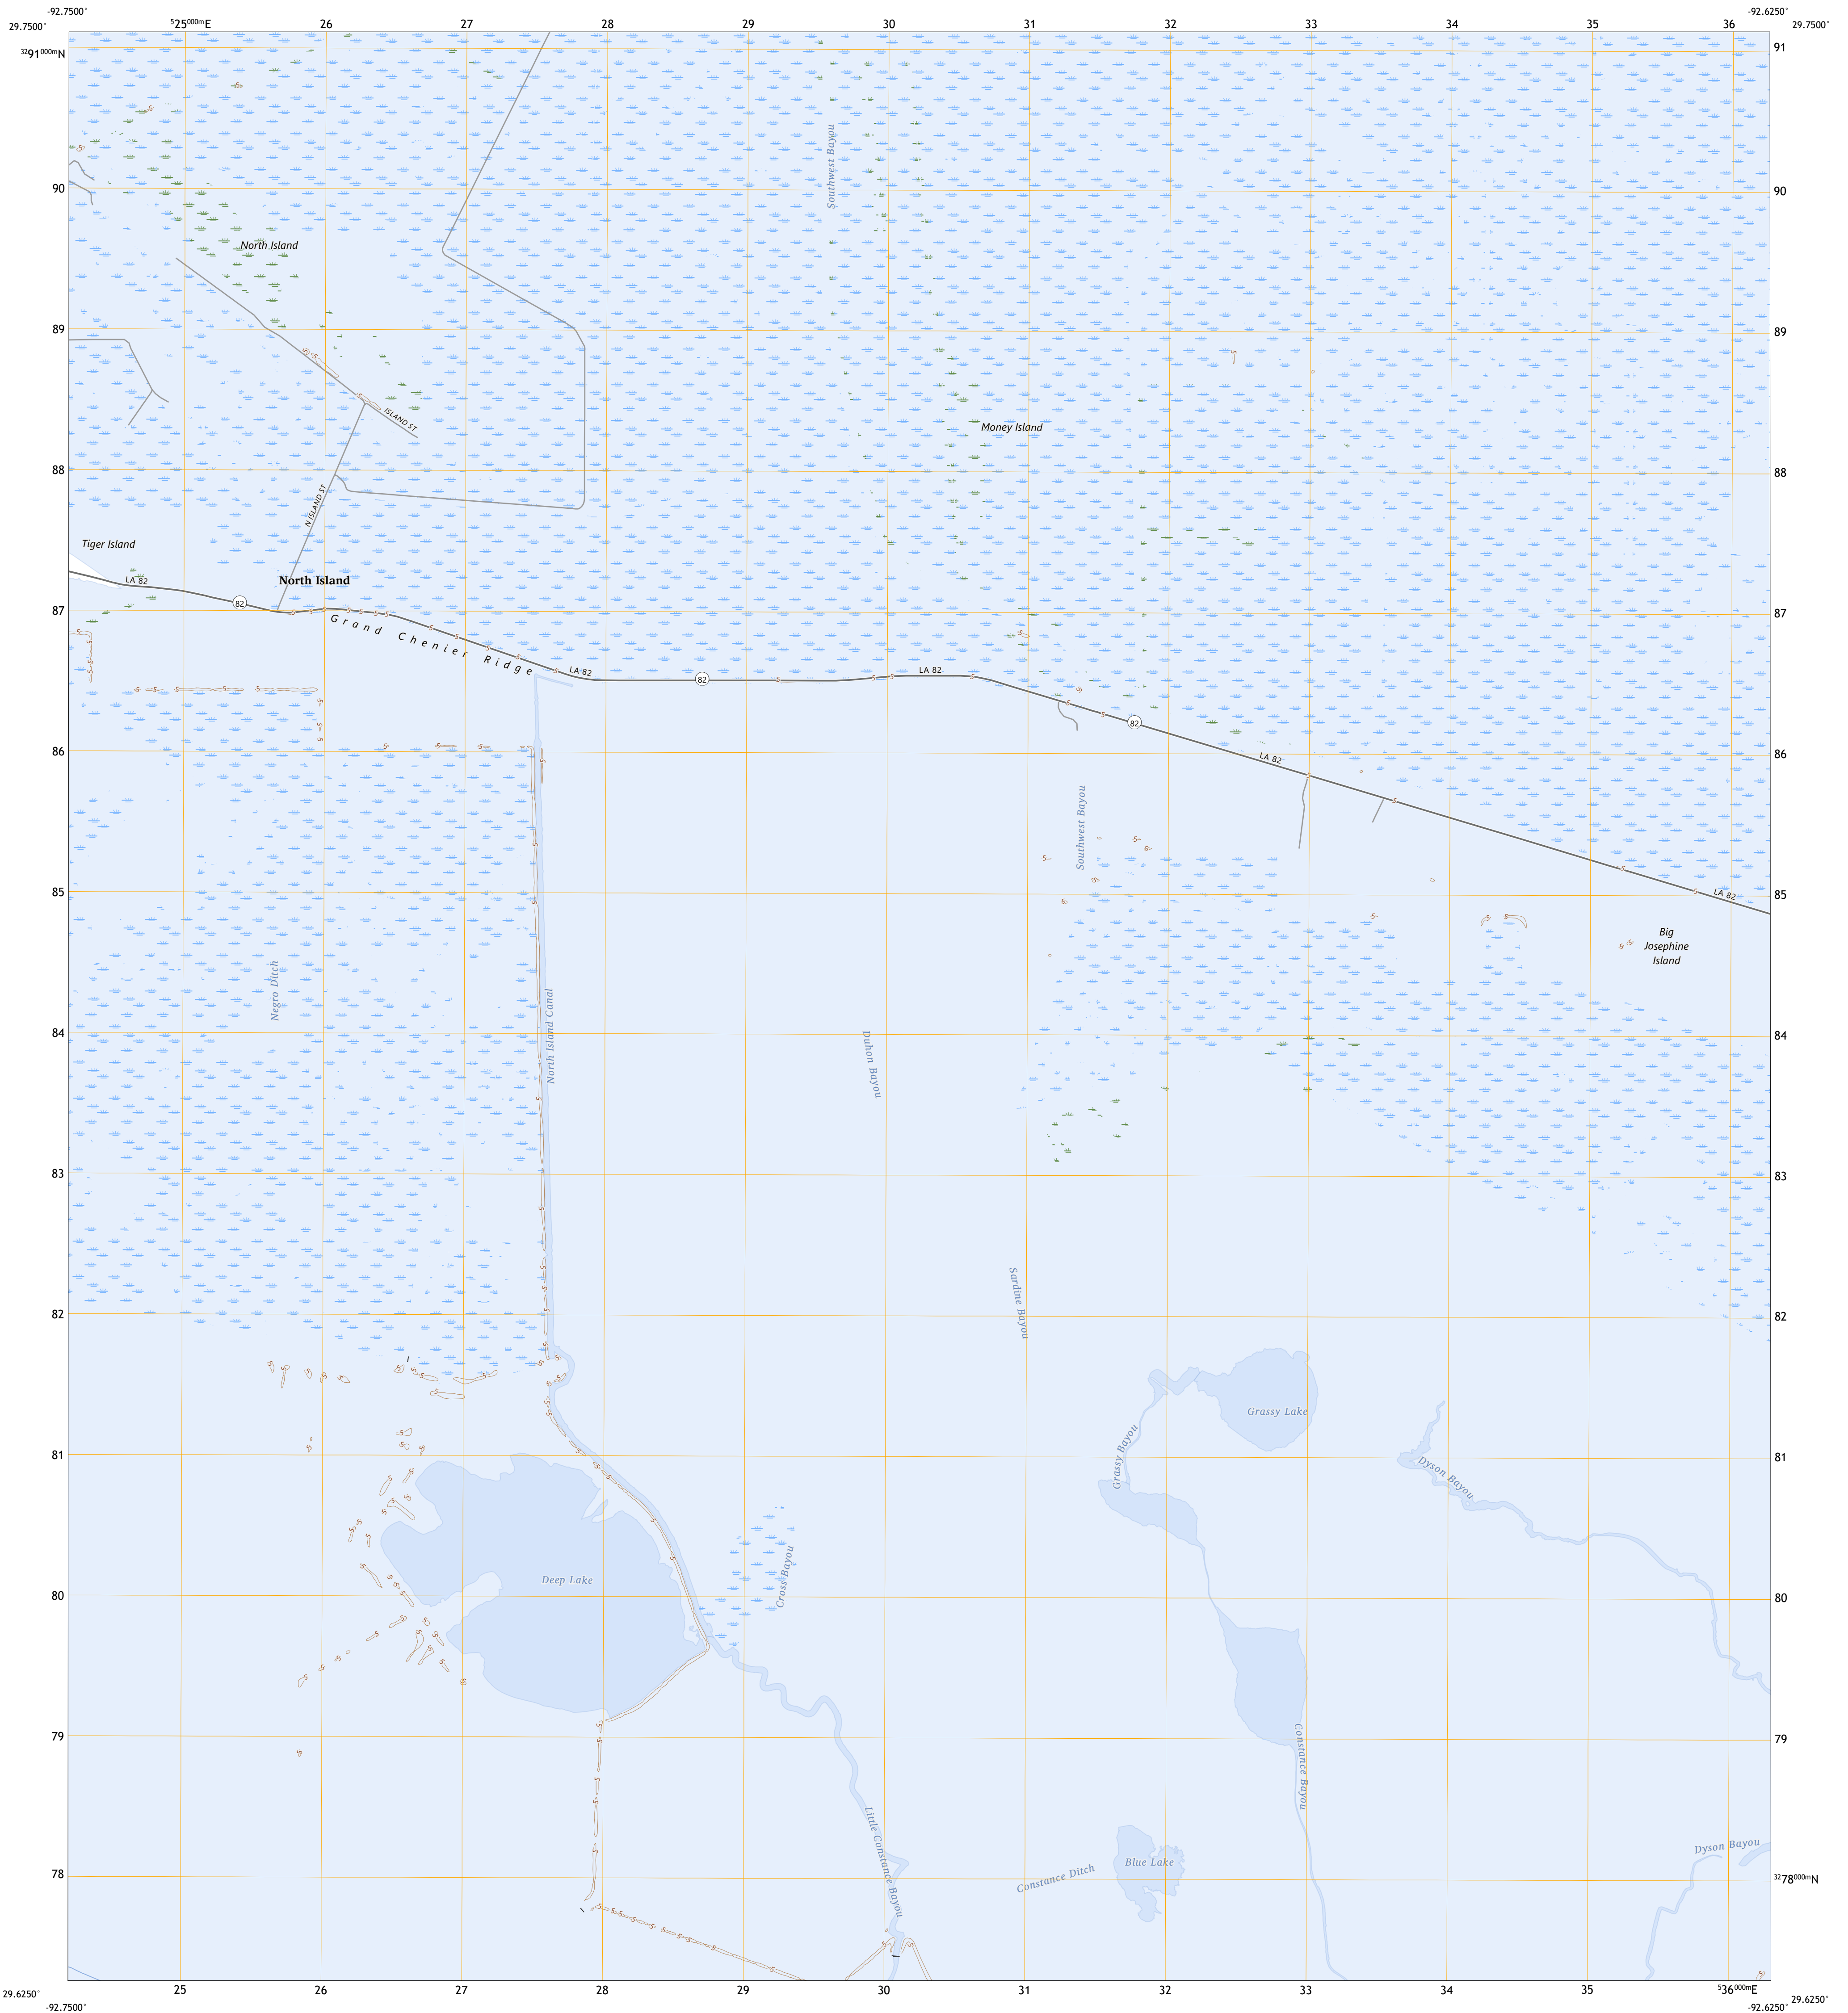 -92.7500°
-92.6250°
29.7500°
⁵25⁰⁰⁰ᵐE
26
27
28
29
30
31
32
33
34
35
36
29.7500°
³²91⁰⁰⁰ᵐN
91
Southwest Bayou
90
90
North Island
89
89
ISLAND ST
Money Island
88
88
N ISLAND ST
Tiger Island
LA 82
North Island
82
87
87
Grand Chenier Ridge
LA 82
82
LA 82
82
86
86
LA 82
Southwest Bayou
85
85
LA 82
Big
Josephine
Island
Negro Ditch
North Island Canal
84
84
Duhon Bayou
83
83
Sardine Bayou
82
82
Grassy Lake
Grassy Bayou
81
81
Dyson Bayou
Deep Lake
Cross Bayou
80
80
79
79
Constance Bayou
Little Constance Bayou
Dyson Bayou
Blue Lake
Constance Ditch
78
³²78⁰⁰⁰ᵐN
29.6250°
25
26
27
28
29
30
31
32
33
34
35
⁵36⁰⁰⁰ᵐE
29.6250°
-92.7500°
-92.6250°